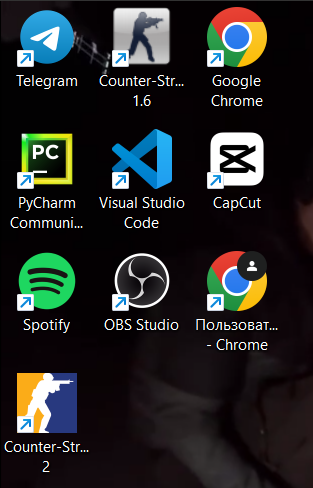 Telegram
Counter-Str...
1.6
Google
Chrome
PC
PyCharm
Communi...
Visual Studio
Code
CapCut
Spotify
OBS Studio
Пользоват...
- Chrome
Counter-Str...
2